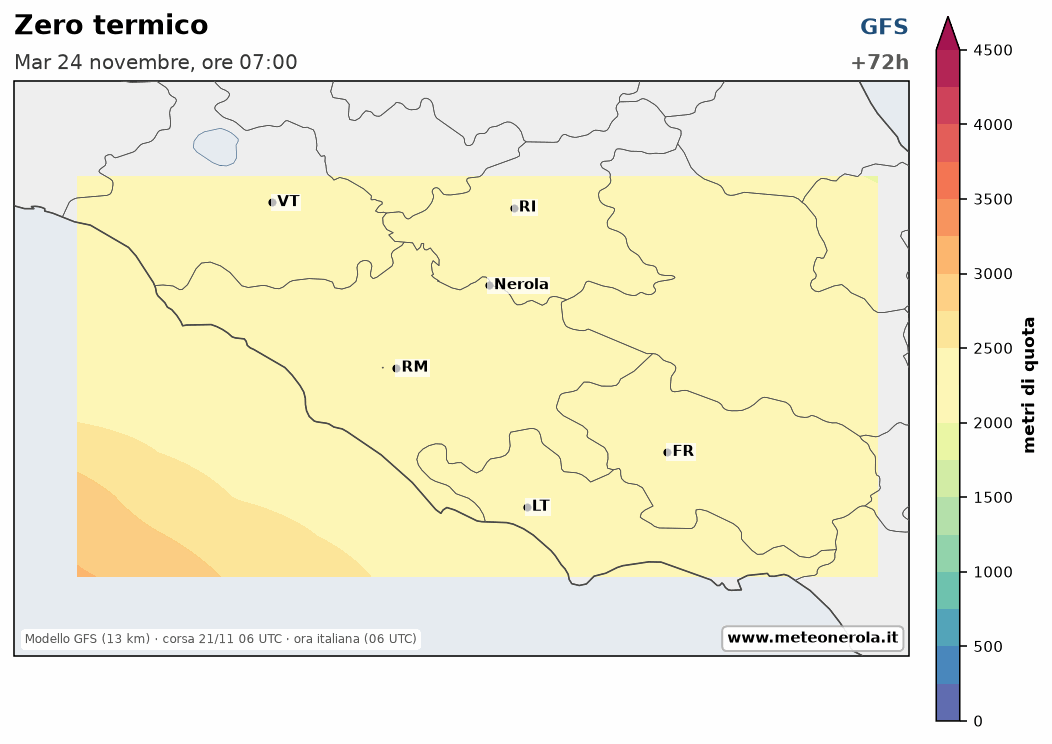 Zero termico
GFS
Mar 24 novembre, ore 07:00
+72h
VT
RI
Nerola
RM
FR
LT
Modello GFS (13 km) · corsa 21/11 06 UTC · ora italiana (06 UTC)
www.meteonerola.it
4500
4000
3500
3000
2500
2000
1500
1000
500
0
metri di quota